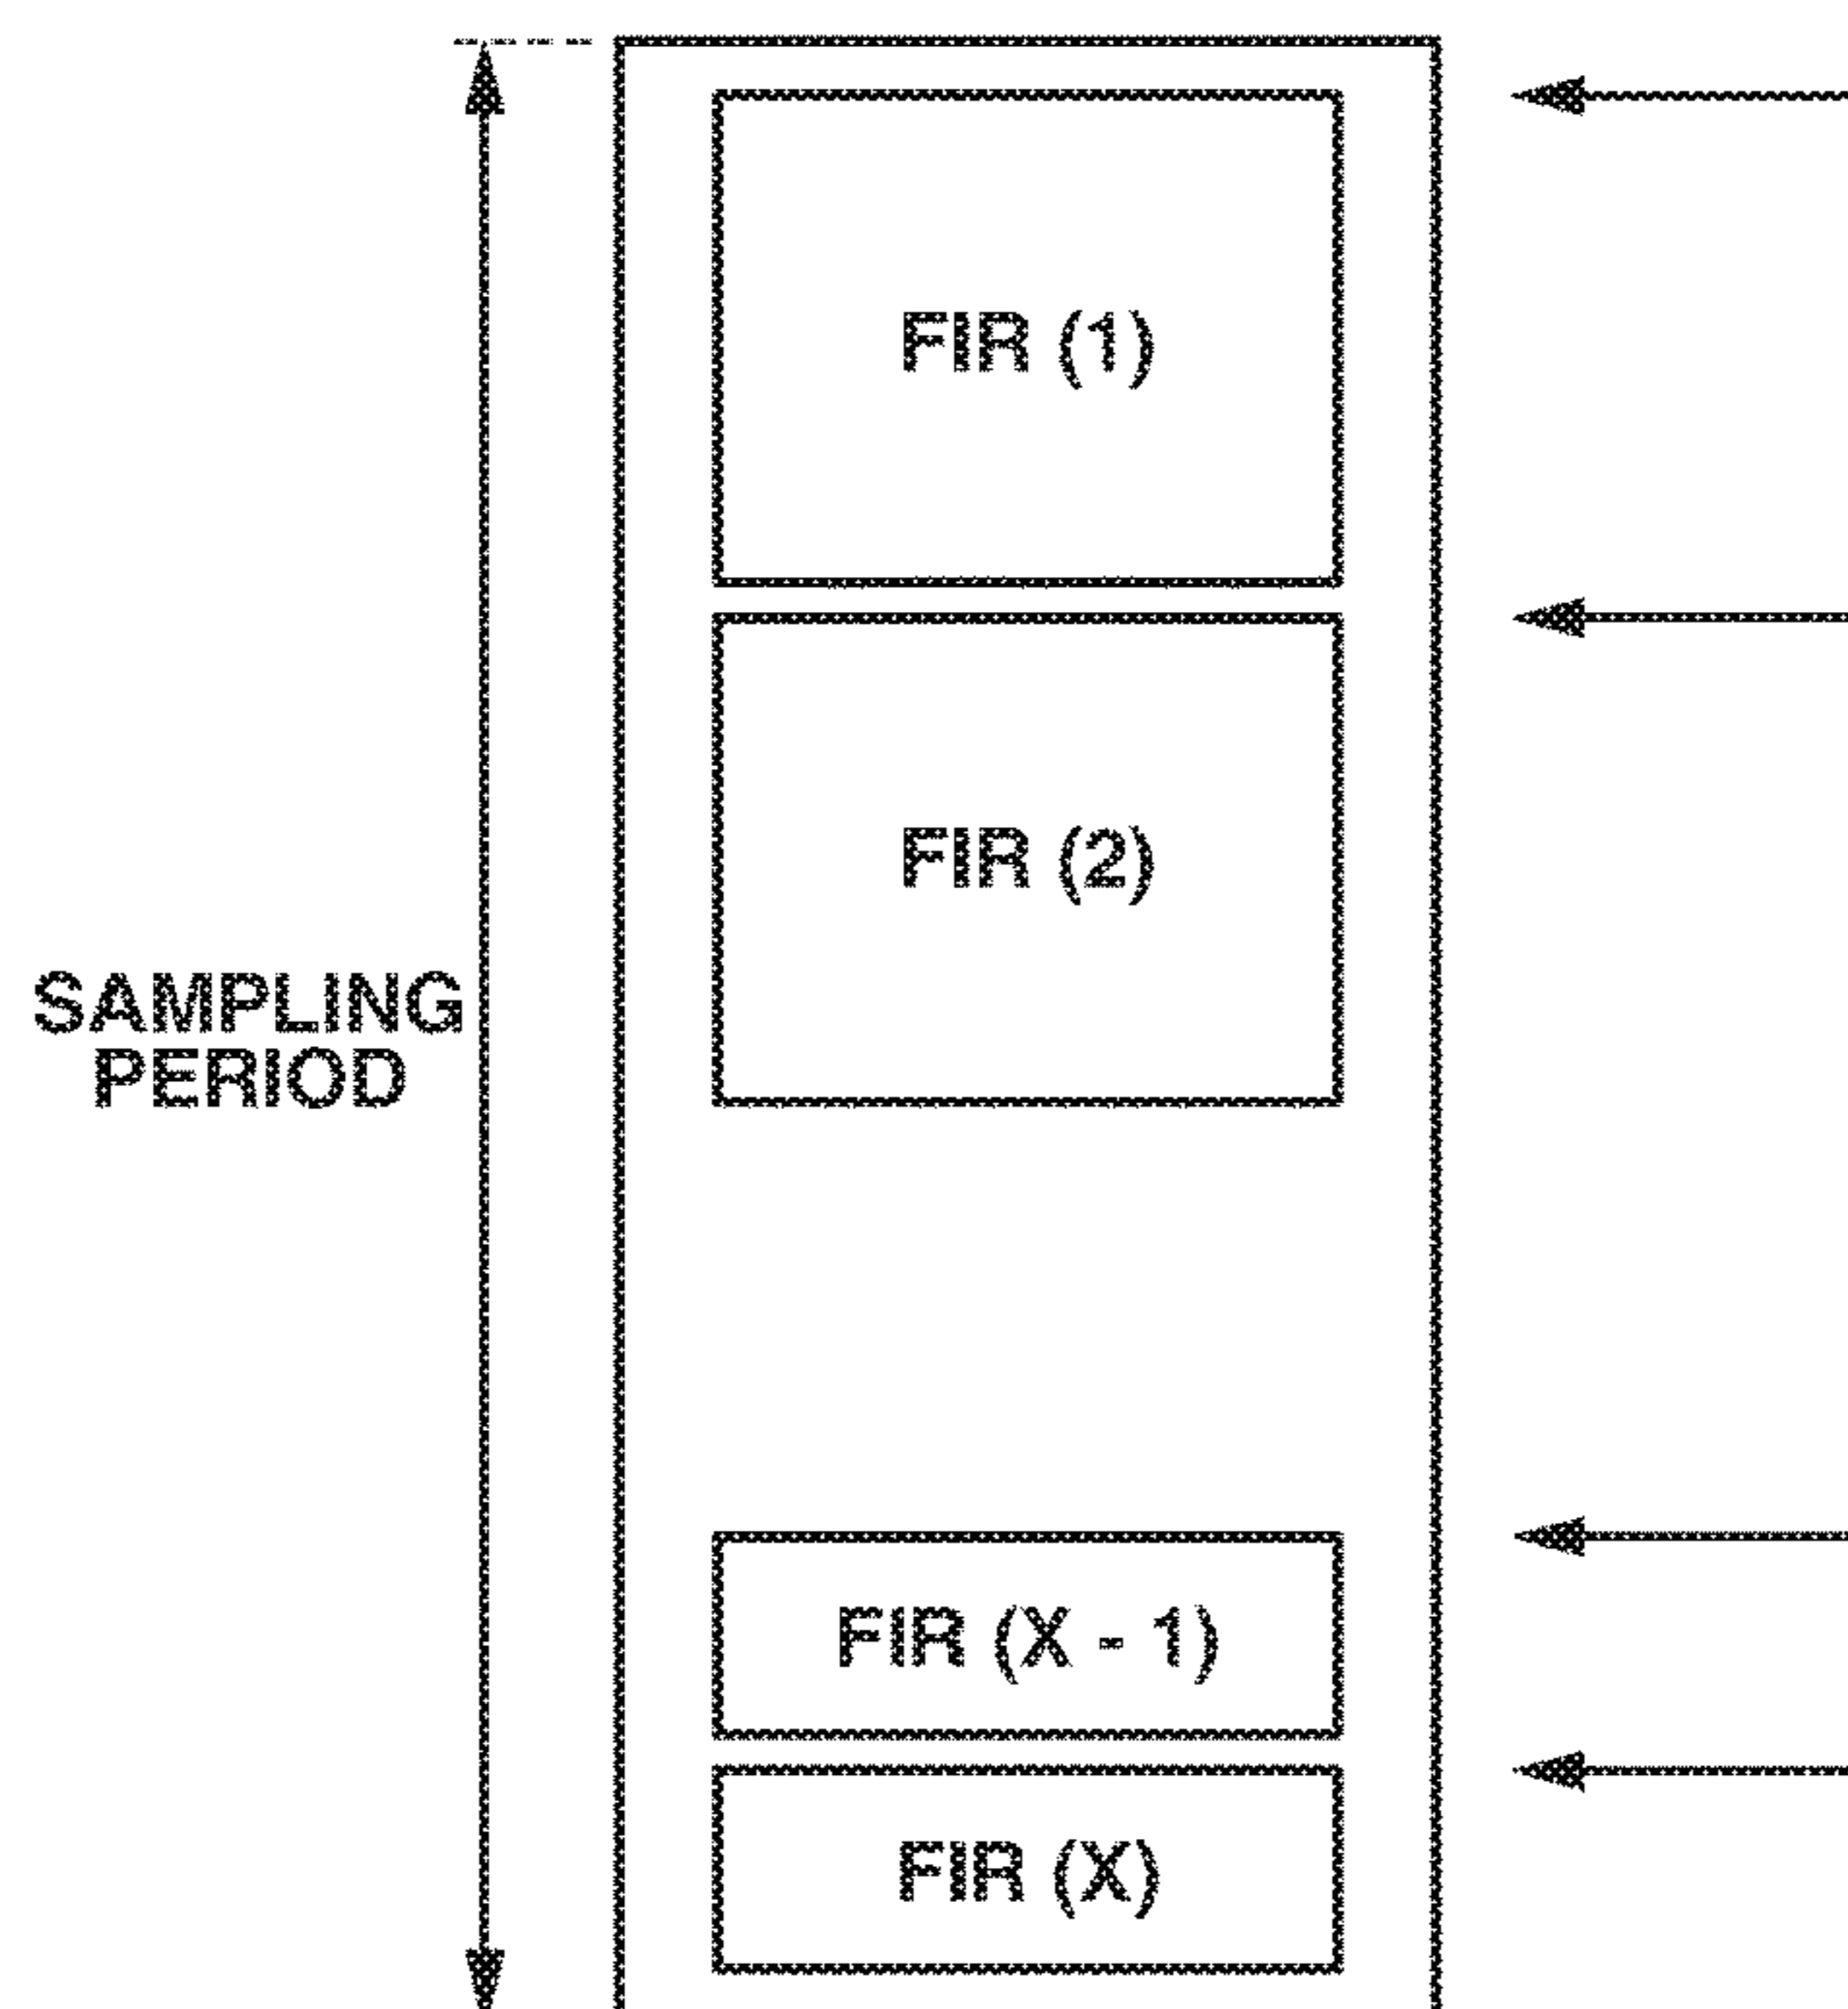 FIR (1)
FIR (2)
SAMPLING
PERIOD
FIR (X - 1)
FIR (X)